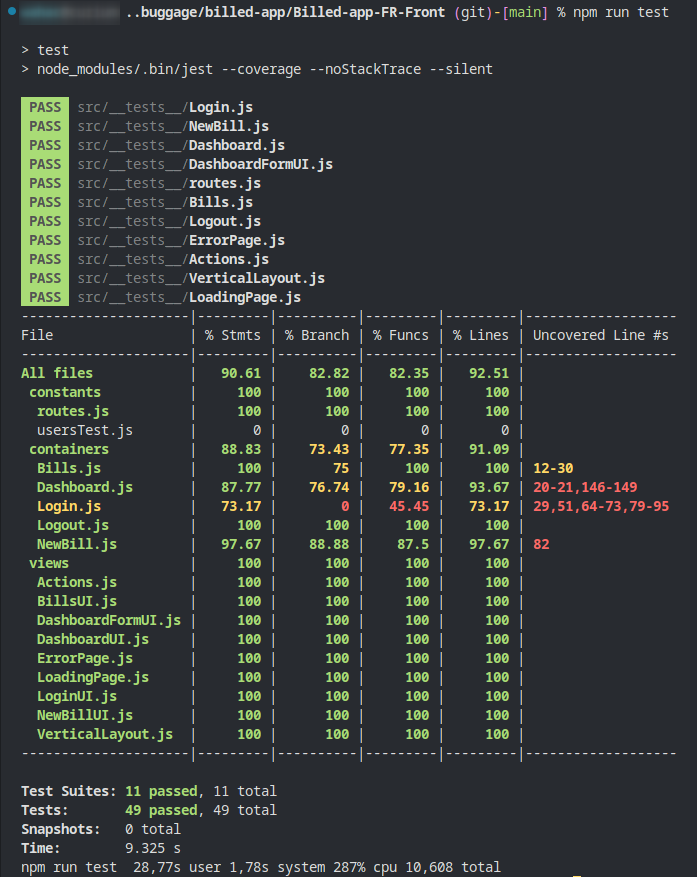 ..buggage/billed-app/Billed-app-FR-Front (git)-[main] % npm run test
> test
> node_modules/.bin/jest --coverage --noStackTrace --silent
PASS src/__tests__/Login.js
PASS src/__tests__/NewBill.js
PASS src/__tests__/Dashboard.js
PASS src/__tests__/DashboardFormUI.js
PASS src/__tests__/routes.js
PASS src/__tests__/Bills.js
PASS src/__tests__/Logout.js
PASS src/__tests__/ErrorPage.js
PASS src/__tests__/Actions.js
PASS src/__tests__/VerticalLayout.js
PASS src/__tests__/LoadingPage.js
---------------------|---------|----------|---------|---------|-------------------
File | % Stmts | % Branch | % Funcs | % Lines | Uncovered Line #s
---------------------|---------|----------|---------|---------|-------------------
All files | 90.61 | 82.82 | 82.35 | 92.51 |
constants | 100 | 100 | 100 | 100 |
routes.js | 100 | 100 | 100 | 100 |
usersTest.js | 0 | 0 | 0 | 0 |
containers | 88.83 | 73.43 | 77.35 | 91.09 |
Bills.js | 100 | 75 | 100 | 100 | 12-30
Dashboard.js | 87.77 | 76.74 | 79.16 | 93.67 | 20-21,146-149
Login.js | 73.17 | 0 | 45.45 | 73.17 | 29,51,64-73,79-95
Logout.js | 100 | 100 | 100 | 100 |
NewBill.js | 97.67 | 88.88 | 87.5 | 97.67 | 82
views | 100 | 100 | 100 | 100 |
Actions.js | 100 | 100 | 100 | 100 |
BillsUI.js | 100 | 100 | 100 | 100 |
DashboardFormUI.js | 100 | 100 | 100 | 100 |
DashboardUI.js | 100 | 100 | 100 | 100 |
ErrorPage.js | 100 | 100 | 100 | 100 |
LoadingPage.js | 100 | 100 | 100 | 100 |
LoginUI.js | 100 | 100 | 100 | 100 |
NewBillUI.js | 100 | 100 | 100 | 100 |
VerticalLayout.js | 100 | 100 | 100 | 100 |
---------------------|---------|----------|---------|---------|-------------------
Test Suites: 11 passed, 11 total
Tests: 49 passed, 49 total
Snapshots: 0 total
Time: 9.325 s
npm run test 28,77s user 1,78s system 287% cpu 10,608 total